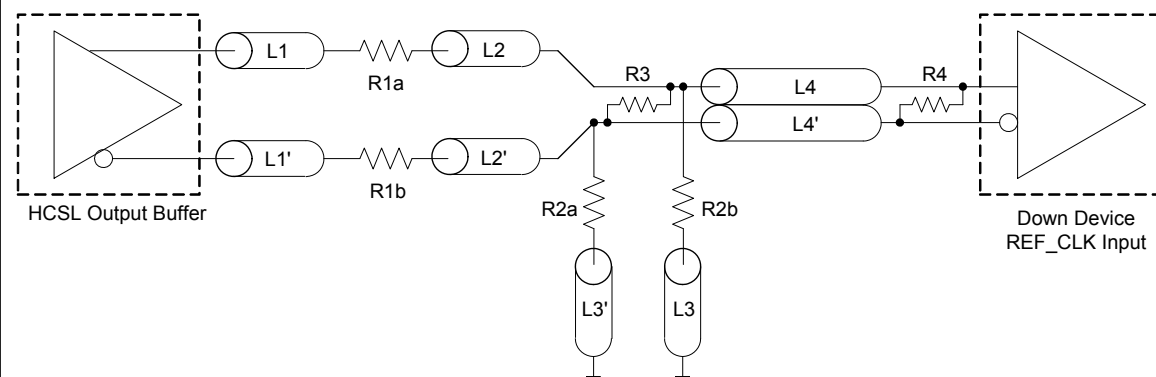 L1
R1a
L2
R3
L4
R4
L1'
R1b
L2'
L4'
HCSL Output Buffer
R2a
R2b
Down Device
REF_CLK Input
L3'
L3